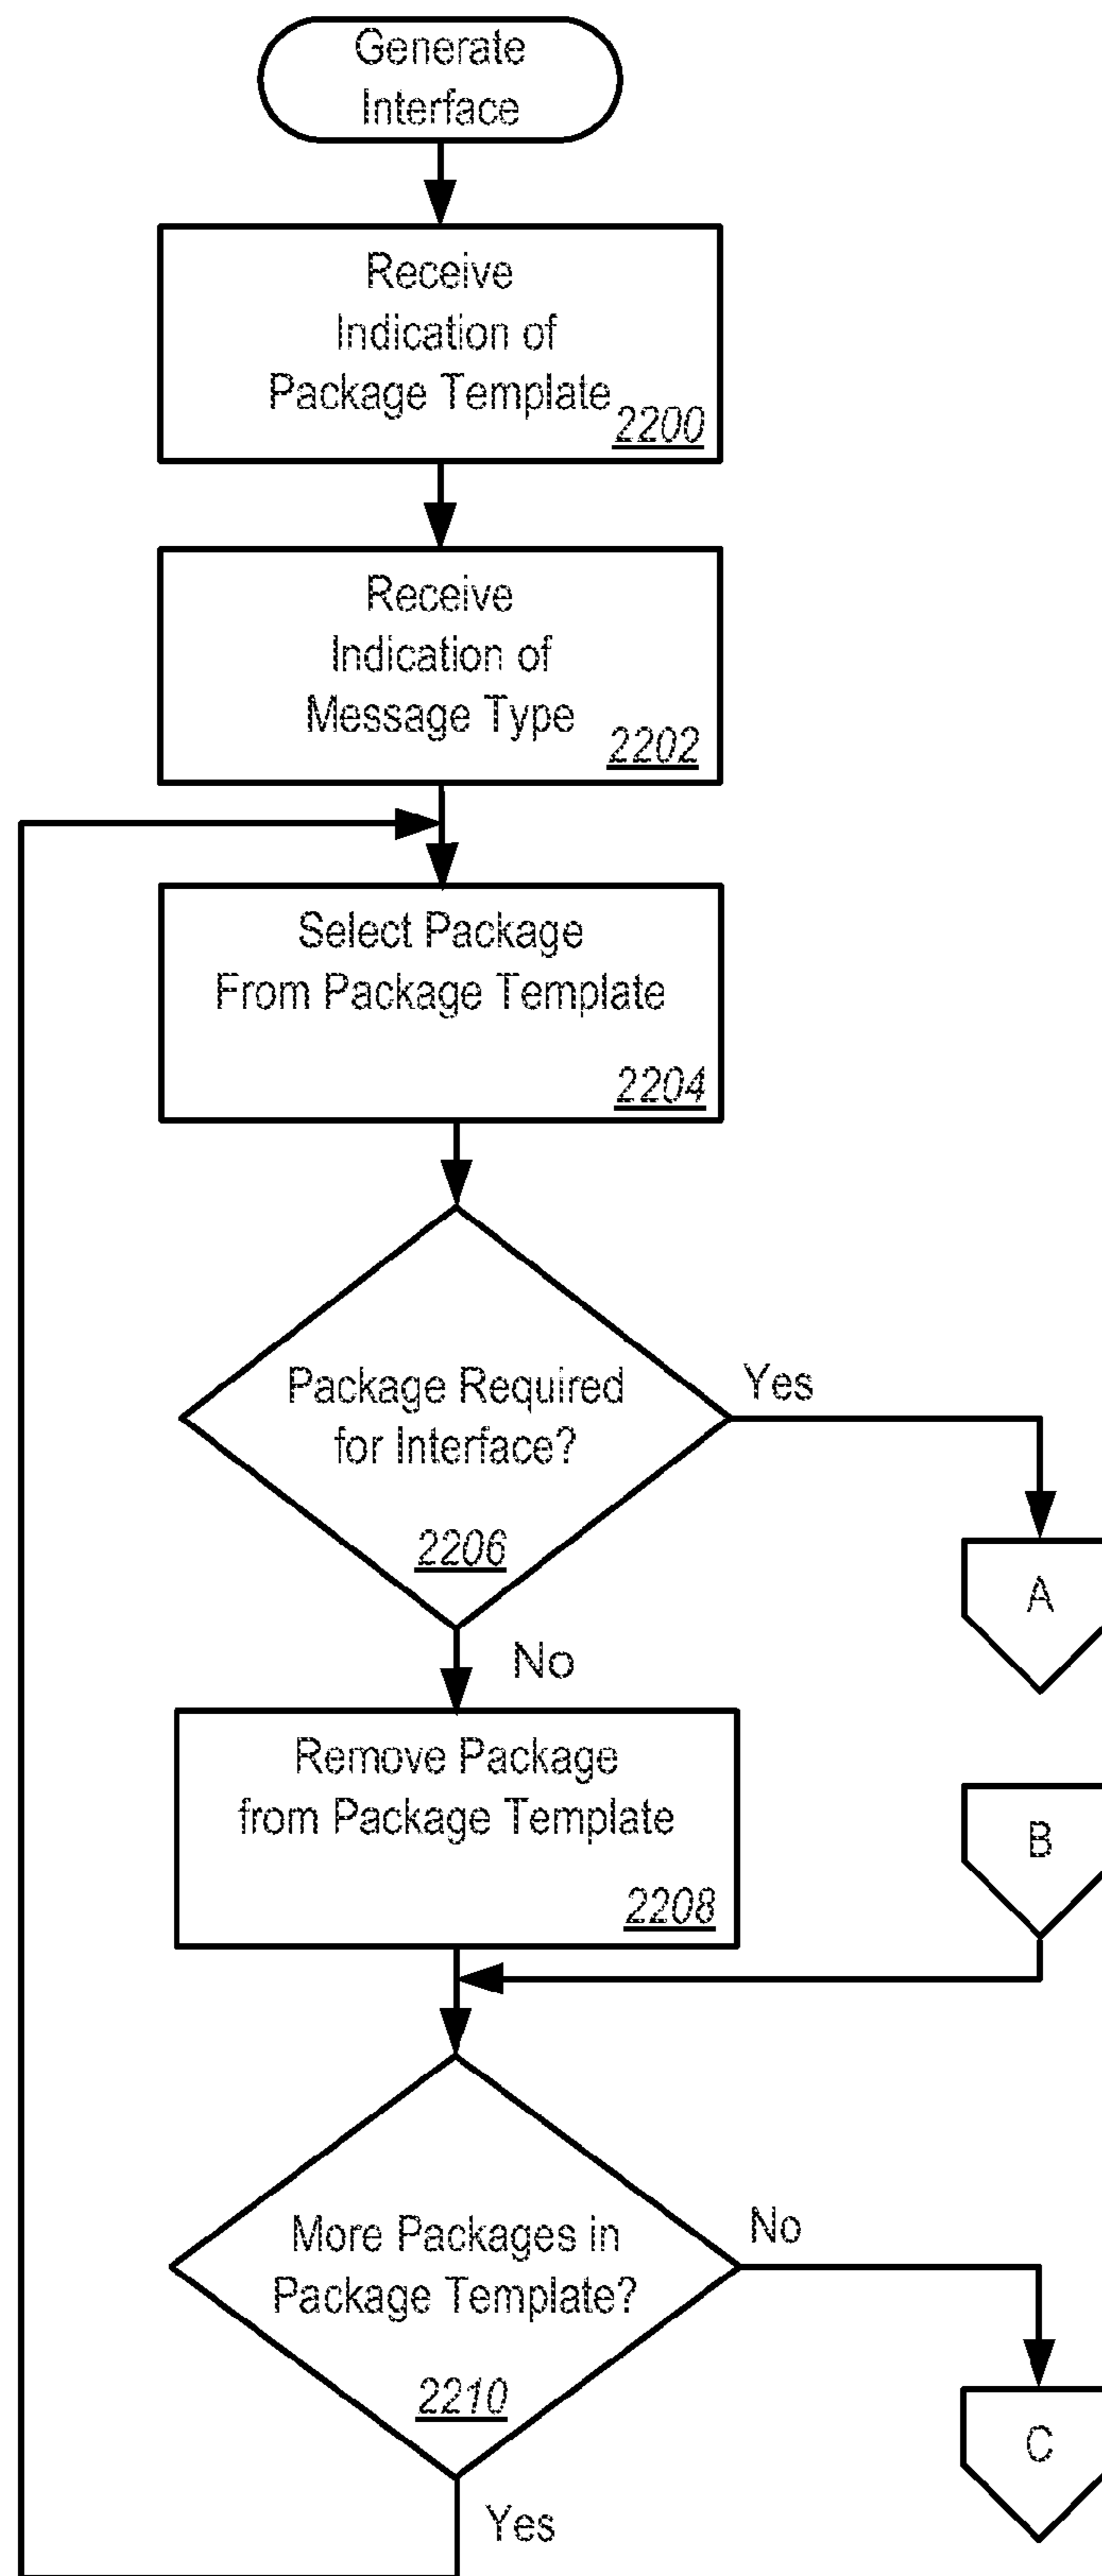 Generate
Interface
Receive
Indication of
Package Template
2200
Receive
Indication of
Message Type
2202
Select Package
From Package Template
2204
Package Required
for Interface?
2206
Yes
A
No
Remove Package
from Package Template
2208
B
More Packages in
Package Template?
2210
No
C
Yes